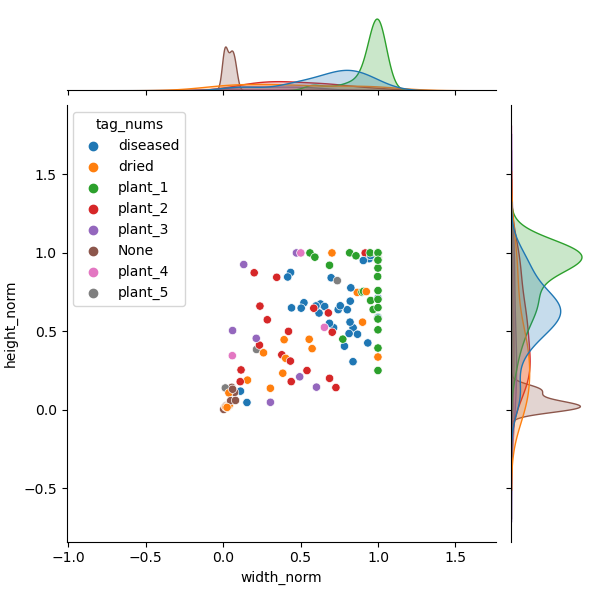 tag_nums
diseased
dried
plant_1
plant_2
plant_3
None
plant_4
plant_5
1.5
1.0
0.5
0.0
−0.5
height_norm
−1.0 −0.5 0.0 0.5 1.0 1.5
width_norm